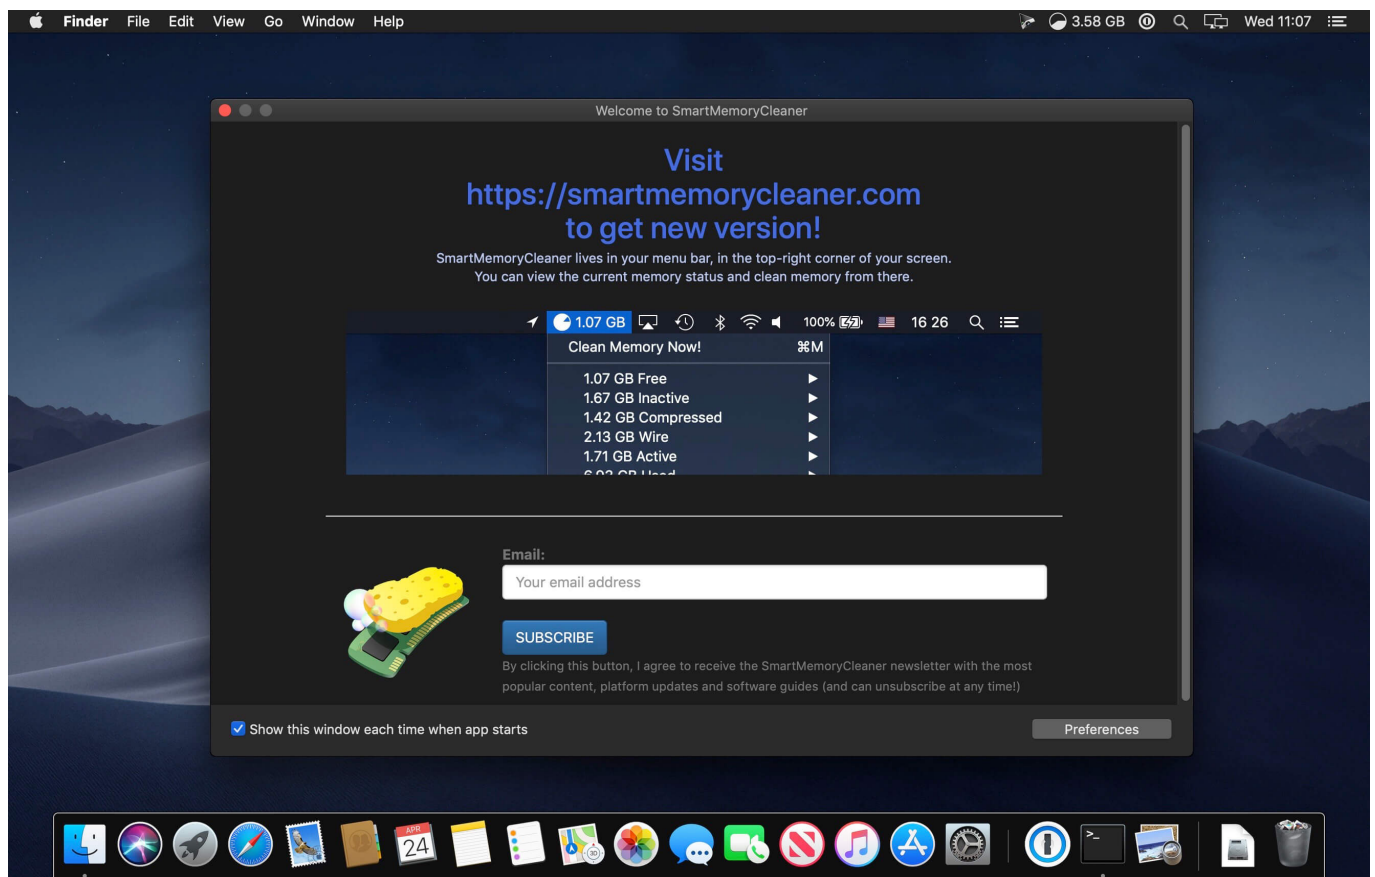 Finder File Edit View Go Window Help 3.58 GB Wed 11:07
Welcome to SmartMemoryCleaner
Visit
https://smartmemorycleaner.com
to get new version!
SmartMemoryCleaner lives in your menu bar, in the top-right corner of your screen.
You can view the current memory status and clean memory from there.
1.07 GB 100% 16 26
Clean Memory Now! ⌘M
1.07 GB Free
1.67 GB Inactive
1.42 GB Compressed
2.13 GB Wire
1.71 GB Active
Email:
Your email address
SUBSCRIBE
By clicking this button, I agree to receive the SmartMemoryCleaner newsletter with the most
popular content, platform updates and software guides (and can unsubscribe at any time!)
Show this window each time when app starts
Preferences
APR
24